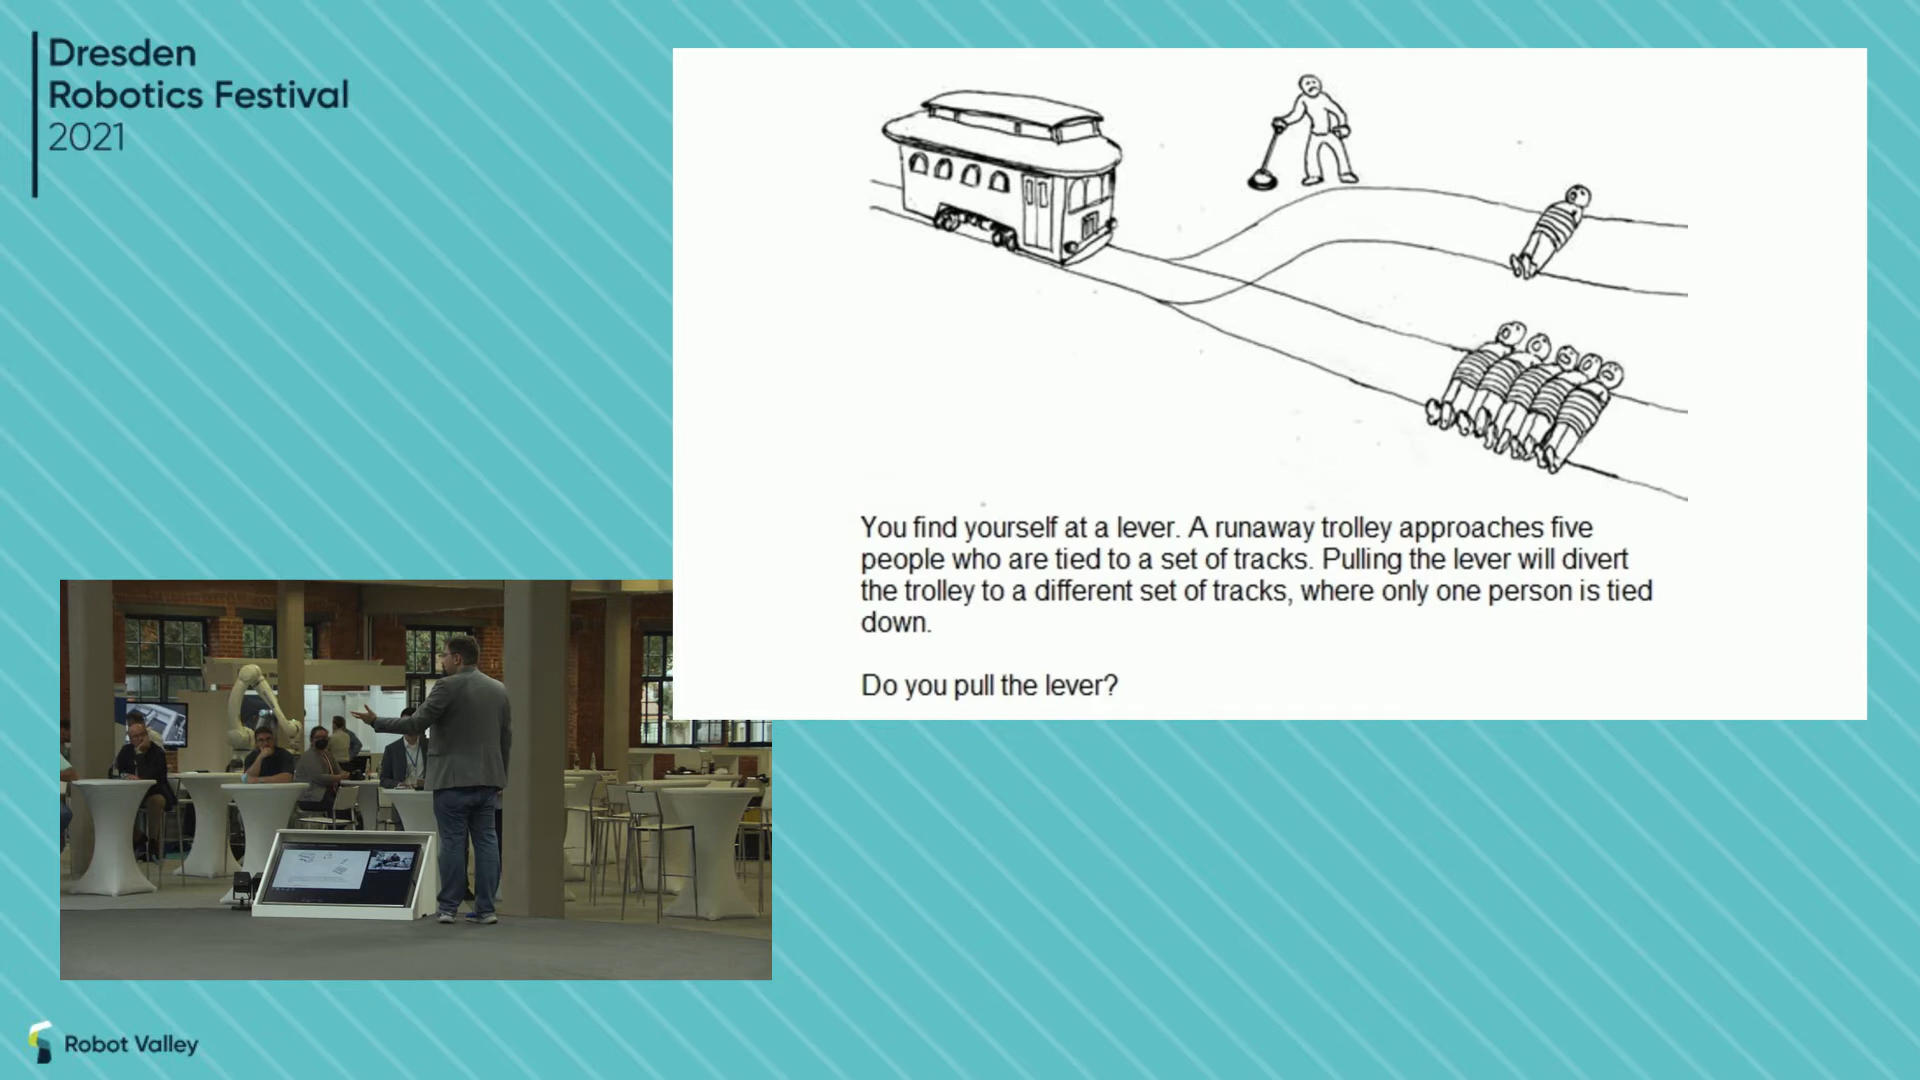 Dresden
Robotics Festival
2021
You find yourself at a lever. A runaway trolley approaches five
people who are tied to a set of tracks. Pulling the lever will divert
the trolley to a different set of tracks, where only one person is tied
down.
Do you pull the lever?
Robot Valley